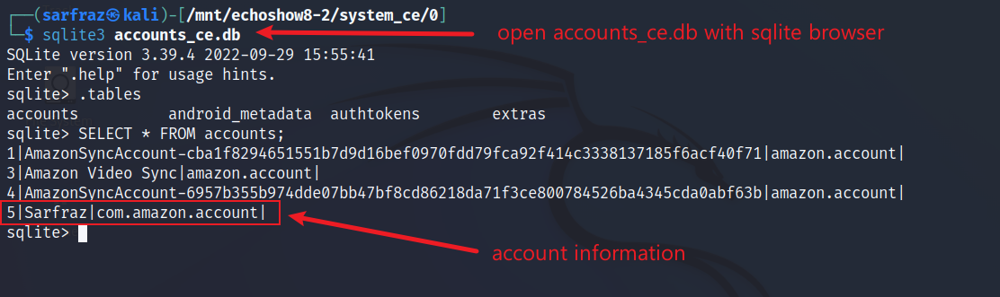 ┌──(sarfraz㉿kali)-[/mnt/echoshow8-2/system_ce/0]
└─$ sqlite3 accounts_ce.db
open accounts_ce.db with sqlite browser
SQLite version 3.39.4 2022-09-29 15:55:41
Enter ".help" for usage hints.
sqlite> .tables
accounts android_metadata authtokens extras
sqlite> SELECT * FROM accounts;
1|AmazonSyncAccount-cba1f8294651551b7d9d16bef0970fdd79fca92f414c3338137185f6acf40f71|amazon.account|
3|Amazon Video Sync|amazon.account|
4|AmazonSyncAccount-6957b355b974dde07bb47bf8cd86218da71f3ce800784526ba4345cda0abf63b|amazon.account|
5|Sarfraz|com.amazon.account|
sqlite>
account information